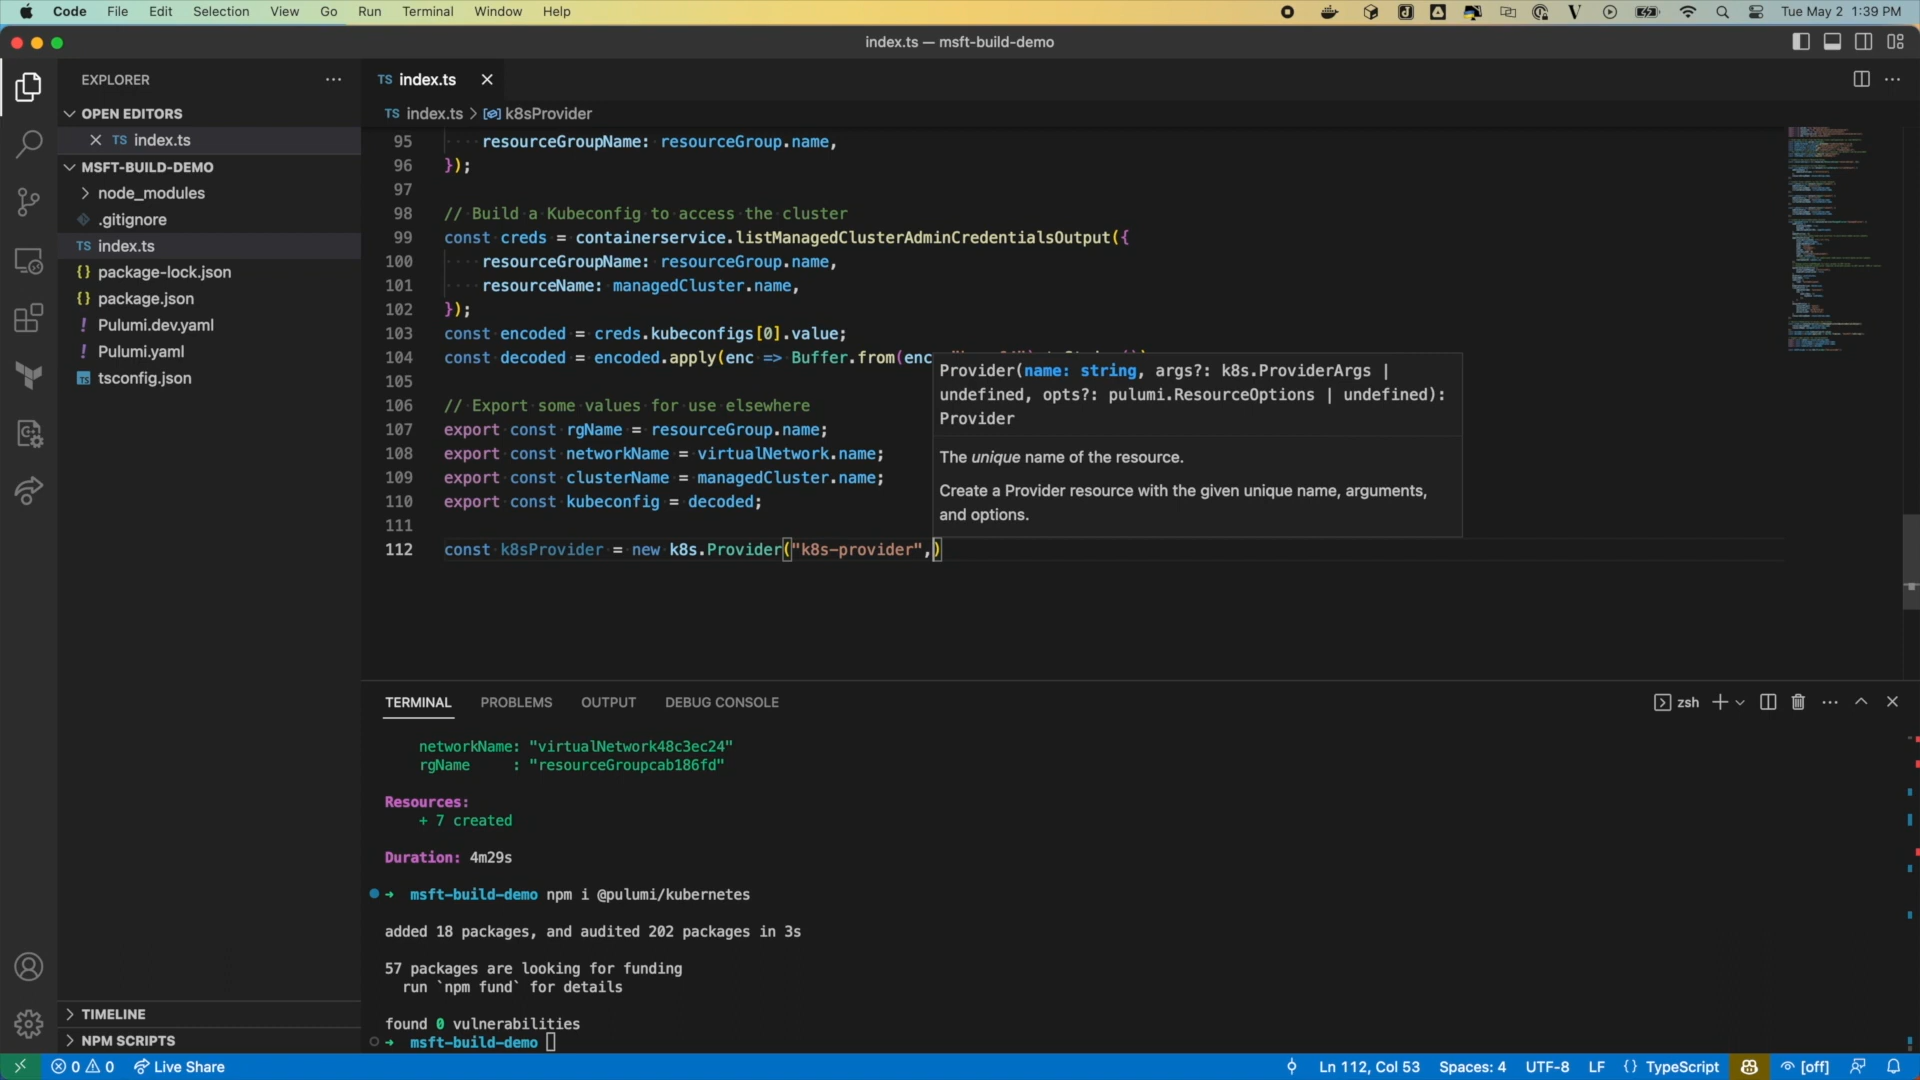 Code File Edit Selection View Go Run Terminal Window Help Tue May 2 1:39 PM
index.ts — msft-build-demo
EXPLORER
OPEN EDITORS
TS index.ts
MSFT-BUILD-DEMO
node_modules
.gitignore
TS index.ts
{} package-lock.json
{} package.json
! Pulumi.dev.yaml
! Pulumi.yaml
TS tsconfig.json
TIMELINE
NPM SCRIPTS
TS index.ts
TS index.ts > k8sProvider
95 resourceGroupName: resourceGroup.name,
96 });
97
98 // Build a Kubeconfig to access the cluster
99 const creds = containerservice.listManagedClusterAdminCredentialsOutput({
100 resourceGroupName: resourceGroup.name,
101 resourceName: managedCluster.name,
102 });
103 const encoded = creds.kubeconfigs[0].value;
104 const decoded = encoded.apply(enc => Buffer.from(enc
105
106 // Export some values for use elsewhere
107 export const rgName = resourceGroup.name;
108 export const networkName = virtualNetwork.name;
109 export const clusterName = managedCluster.name;
110 export const kubeconfig = decoded;
111
112 const k8sProvider = new k8s.Provider("k8s-provider",)
Provider(name: string, args?: k8s.ProviderArgs |
undefined, opts?: pulumi.ResourceOptions | undefined):
Provider
The unique name of the resource.
Create a Provider resource with the given unique name, arguments,
and options.
TERMINAL PROBLEMS OUTPUT DEBUG CONSOLE zsh
networkName: "virtualNetwork48c3ec24"
rgName : "resourceGroupcab186fd"
Resources:
+ 7 created
Duration: 4m29s
➜ msft-build-demo npm i @pulumi/kubernetes
added 18 packages, and audited 202 packages in 3s
57 packages are looking for funding
run `npm fund` for details
found 0 vulnerabilities
➜ msft-build-demo
0 0 Live Share Ln 112, Col 53 Spaces: 4 UTF-8 LF {} TypeScript [off]